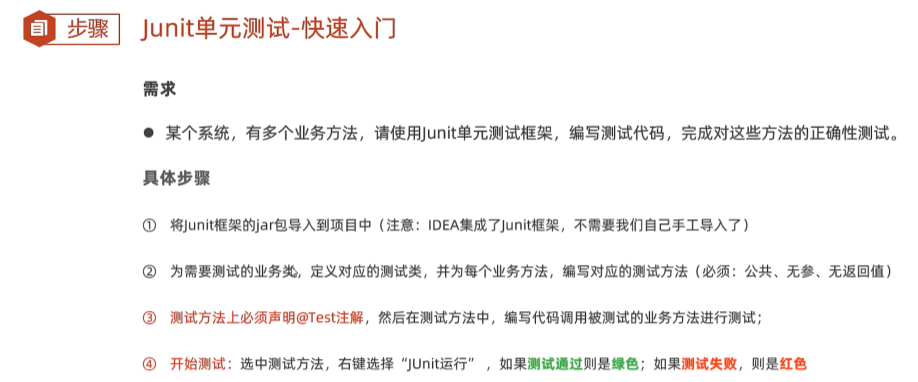 步骤 Junit单元测试-快速入门
需求
● 某个系统，有多个业务方法，请使用Junit单元测试框架，编写测试代码，完成对这些方法的正确性测试。
具体步骤
① 将Junit框架的jar包导入到项目中（注意：IDEA集成了Junit框架，不需要我们自己手工导入了）
② 为需要测试的业务类，定义对应的测试类，并为每个业务方法，编写对应的测试方法（必须：公共、无参、无返回值）
③ 测试方法上必须声明@Test注解，然后在测试方法中，编写代码调用被测试的业务方法进行测试；
④ 开始测试：选中测试方法，右键选择“JUnit运行” ，如果测试通过则是绿色；如果测试失败，则是红色